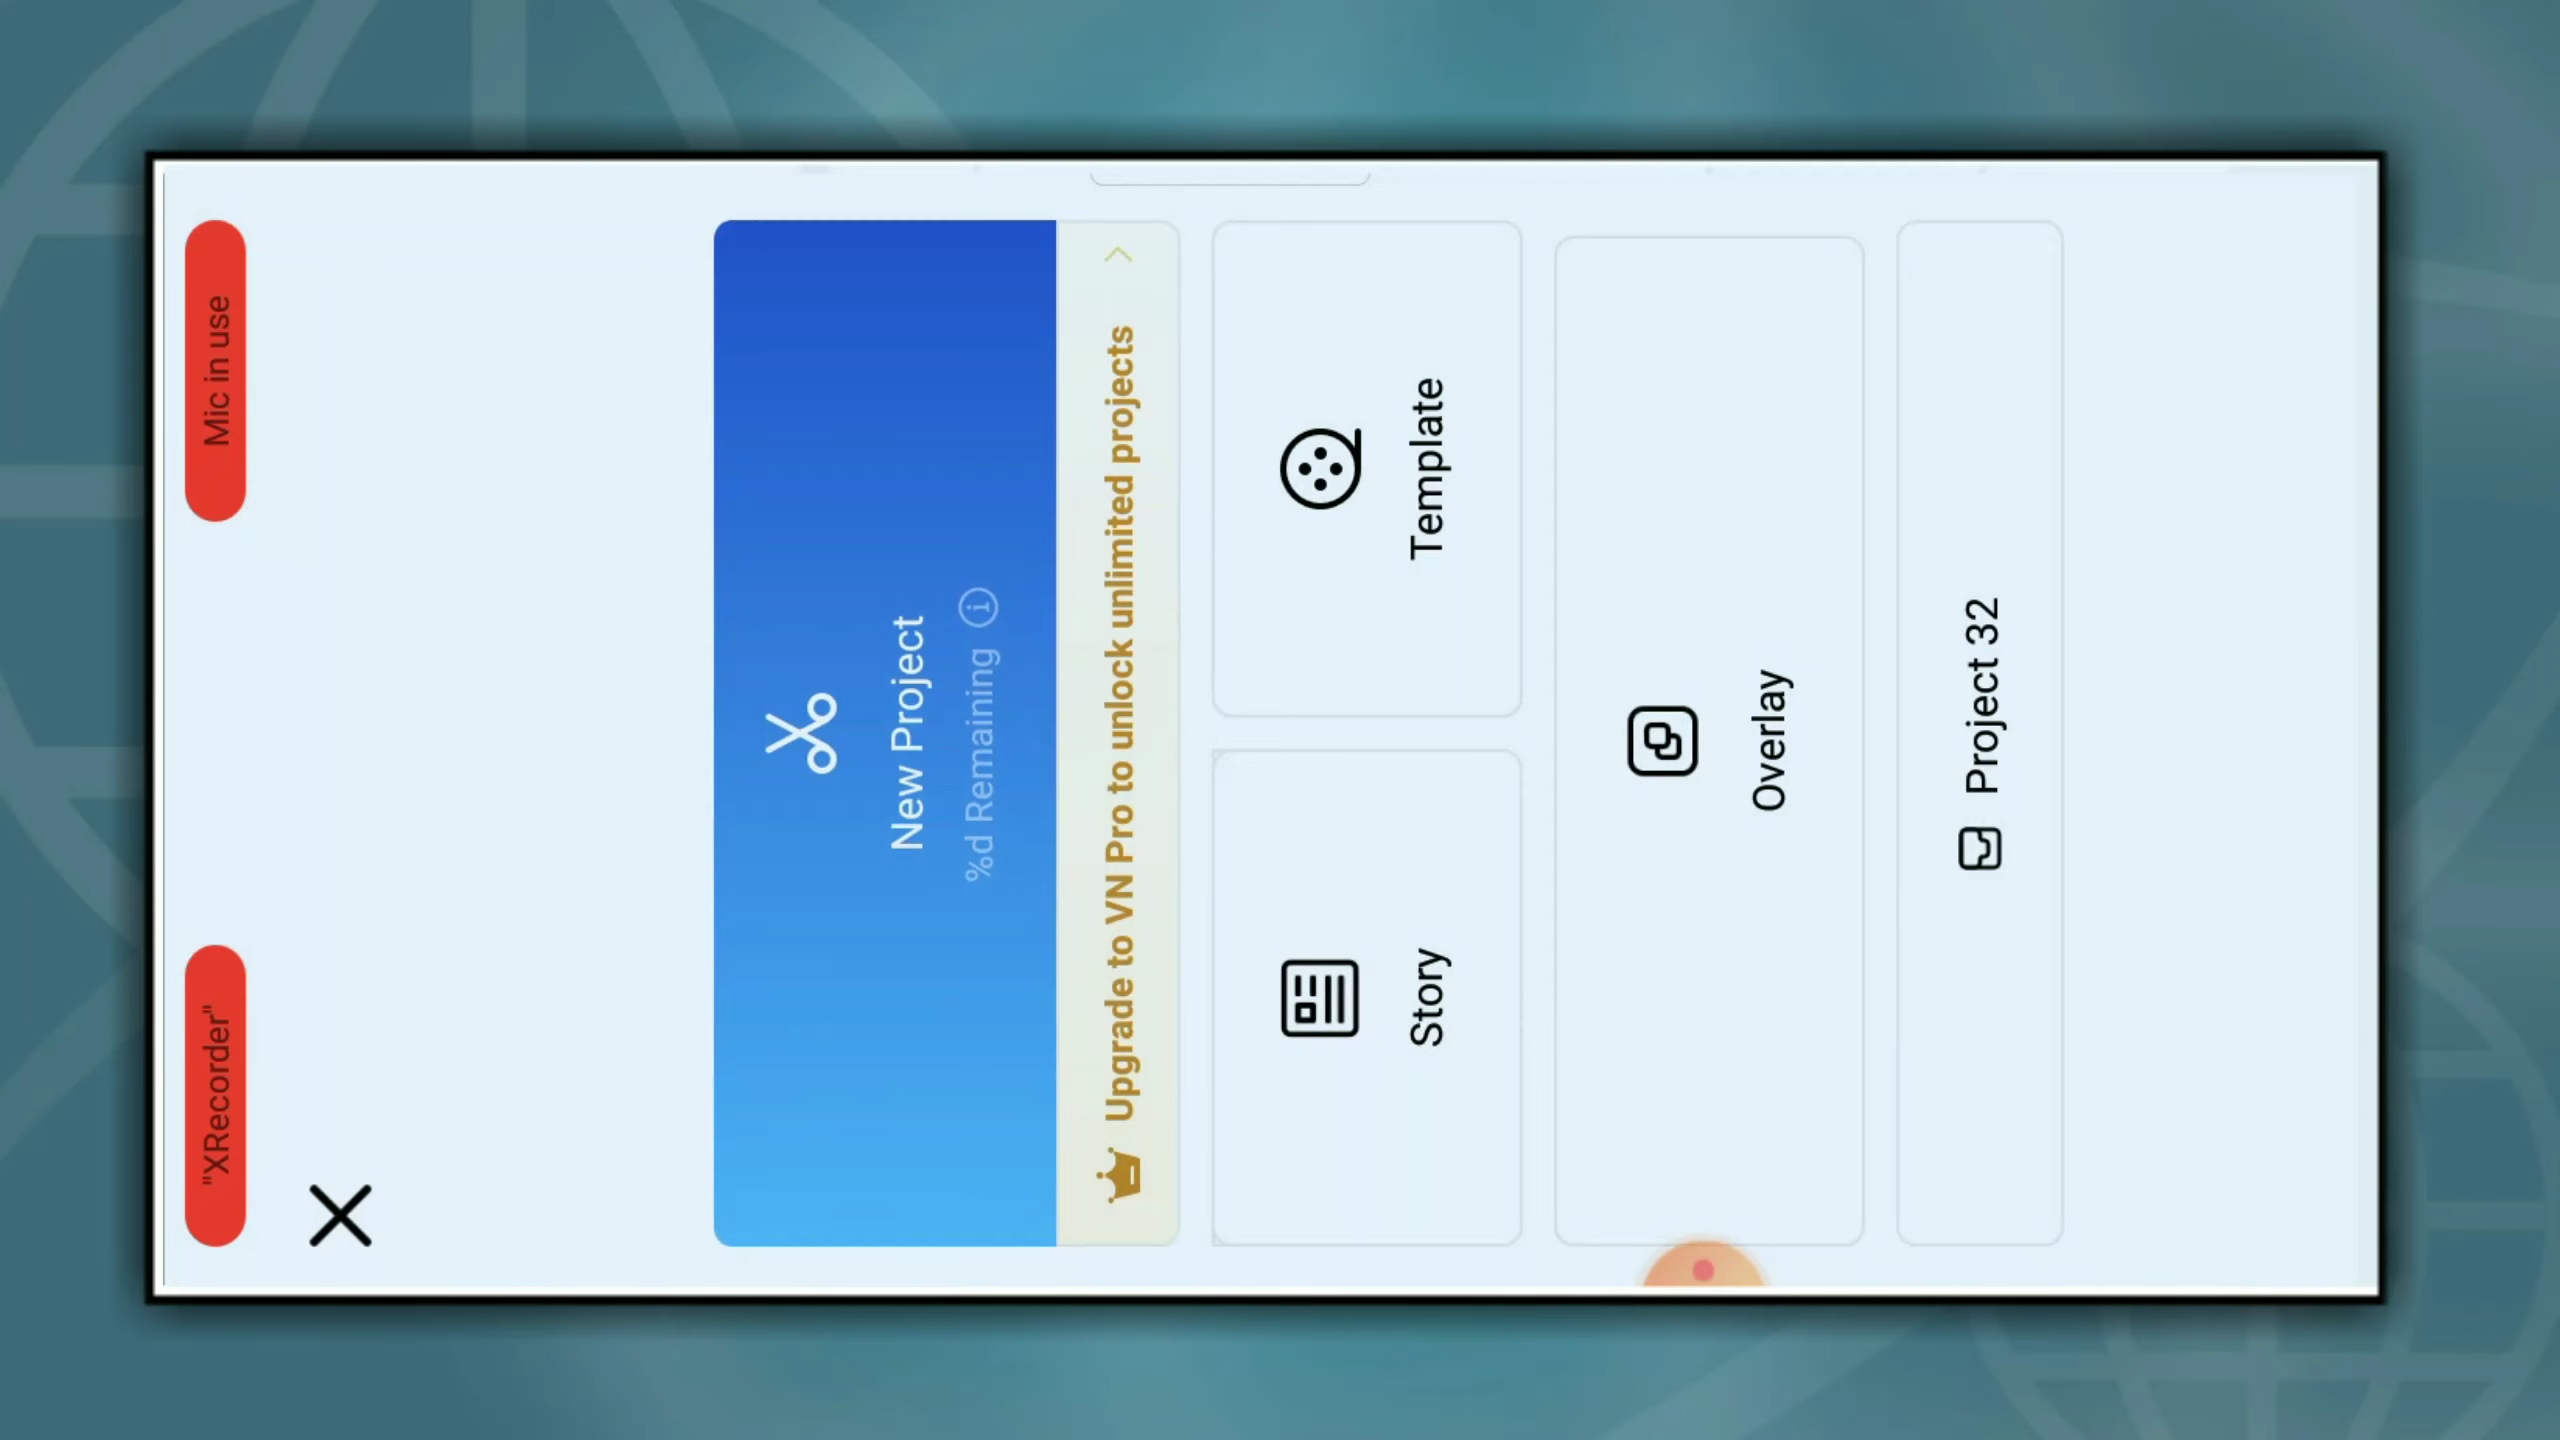 "XRecorder"
Mic in use
New Project
%d Remaining
Upgrade to VN Pro to unlock unlimited projects
Story
Template
Overlay
Project 32